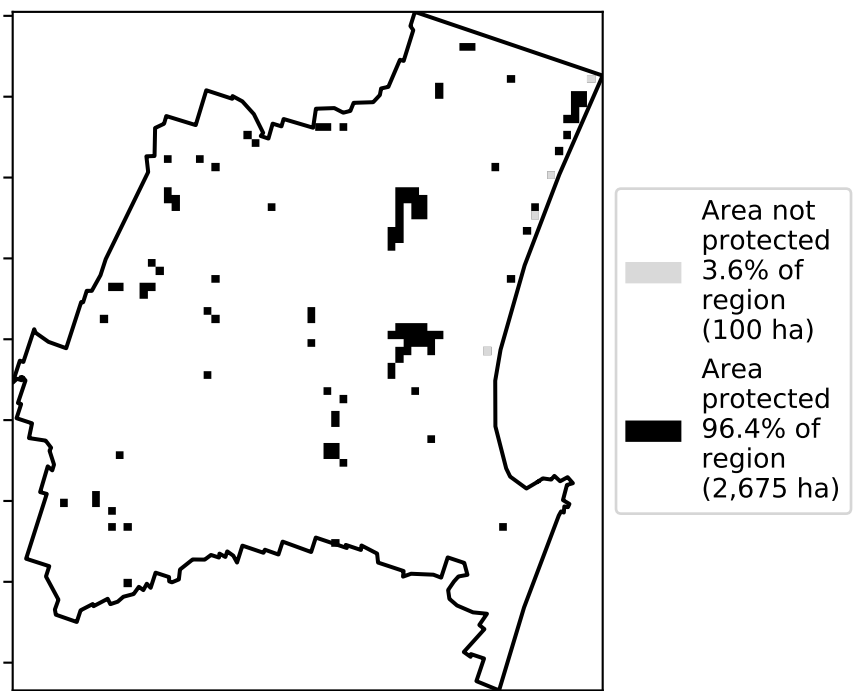 Area not
protected
3.6% of
region
(100 ha)
Area
protected
96.4% of
region
(2,675 ha)